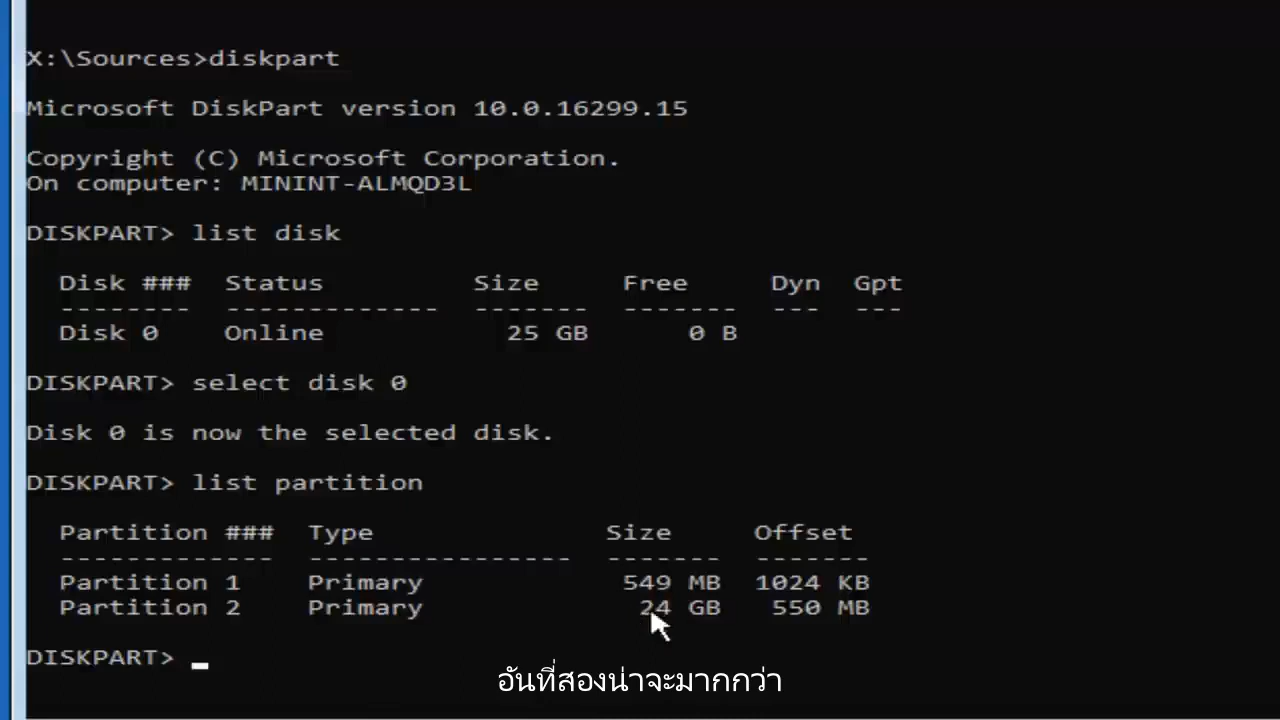 X:\Sources>diskpart
Microsoft DiskPart version 10.0.16299.15
Copyright (C) Microsoft Corporation.
On computer: MININT-ALMQD3L
DISKPART> list disk
Disk ### Status Size Free Dyn Gpt
-------- ------------- ------- ------- --- ---
Disk 0 Online 25 GB 0 B
DISKPART> select disk 0
Disk 0 is now the selected disk.
DISKPART> list partition
Partition ### Type Size Offset
------------- ---------------- ------- -------
Partition 1 Primary 549 MB 1024 KB
Partition 2 Primary 24 GB 550 MB
DISKPART> _
อันที่สองน่าจะมากกว่า